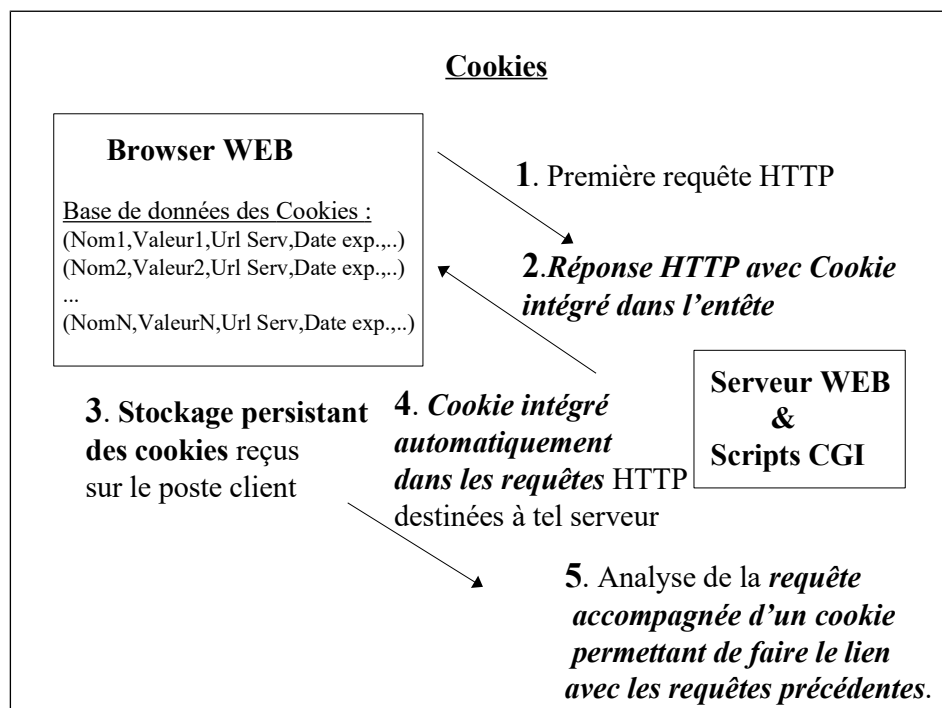 Cookies
Browser WEB
Base de données des Cookies :
(Nom1,Valeur1,Url Serv,Date exp.,..)
(Nom2,Valeur2,Url Serv,Date exp.,..)
...
(NomN,ValeurN,Url Serv,Date exp.,..)
1. Première requête HTTP
2.Réponse HTTP avec Cookie
intégré dans l'entête
Serveur WEB
&
Scripts CGI
3. Stockage persistant
des cookies reçus
sur le poste client
4. Cookie intégré
automatiquement
dans les requêtes HTTP
destinées à tel serveur
5. Analyse de la requête
accompagnée d'un cookie
permettant de faire le lien
avec les requêtes précédentes.